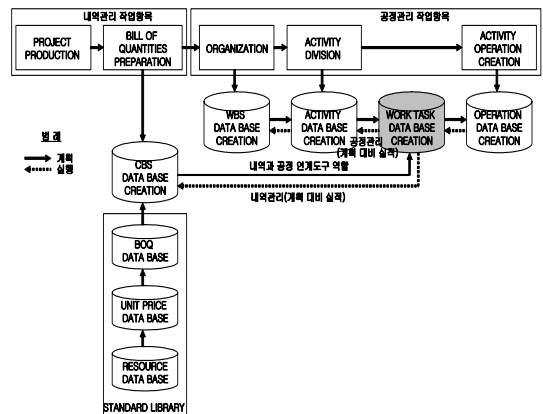 내역관리 작업항목
공정관리 작업항목
PROJECT
PRODUCTION
BILL OF
QUANTITIES
PREPARATION
ORGANIZATION
ACTIVITY
DIVISION
ACTIVITY
OPERATION
CREATION
WBS
DATA BASE
CREATION
ACTIVITY
DATA BASE
CREATION
WORK TASK
DATA BASE
CREATION
OPERATION
DATA BASE
CREATION
공정관리
(계획 대비 실적)
범 례
계획
실행
CBS
DATA BASE
CREATION
내역과 공정 연계도구 역할
내역관리(계획 대비 실적)
BOQ
DATA BASE
UNIT PRICE
DATA BASE
RESOURCE
DATA BASE
STANDARD LIBRARY